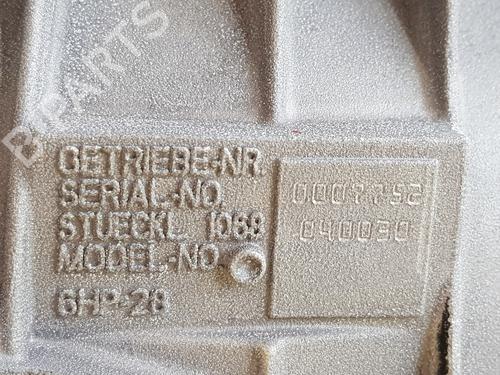 BPARTS
GETRIEBE-NR.
SERIAL-NO. 0007752
STUECKL. 1068 040030
MODEL-NO.
6HP-28